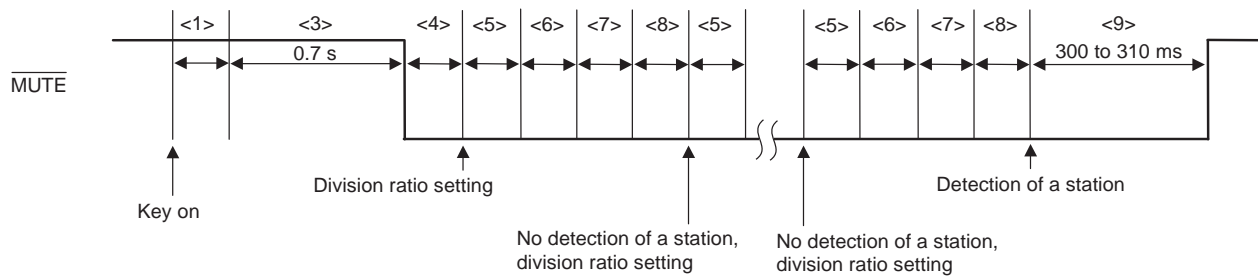 <1> <3> <4> <5> <6> <7> <8> <5> <5> <6> <7> <8> <9>
0.7 s 300 to 310 ms
MUTE
Division ratio setting Detection of a station
Key on
No detection of a station, No detection of a station,
division ratio setting division ratio setting